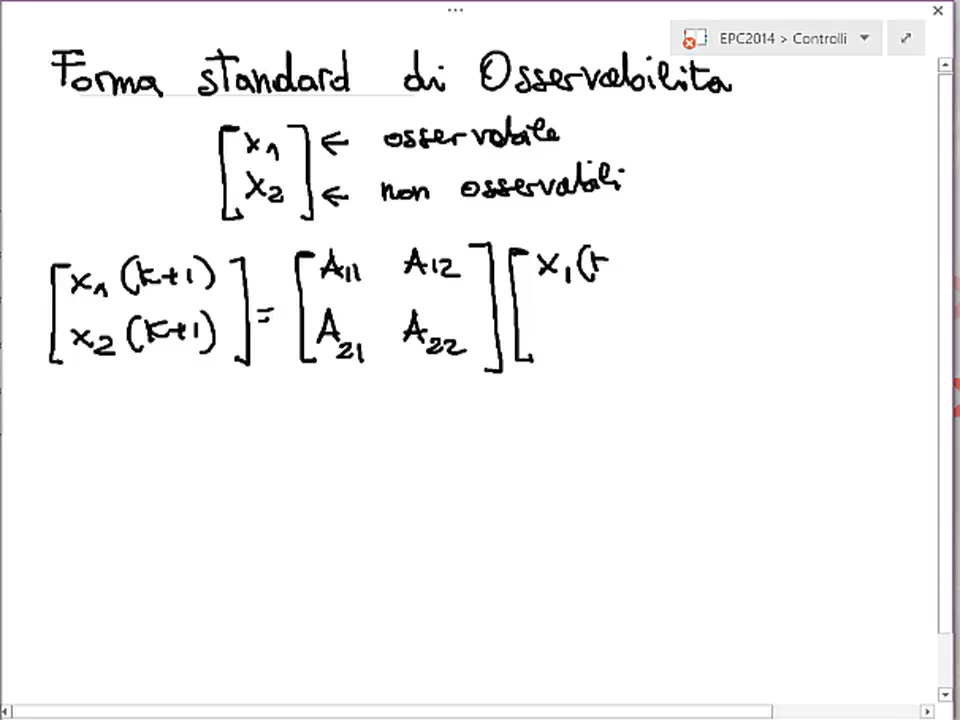 EPC2014 > Controlli
Forma standard di Osservabilita
[x1 x2] ← osservabile
← non osservabili
[x1 (k+1) x2 (k+1)] = [A11 A12 A21 A22] [x1(k